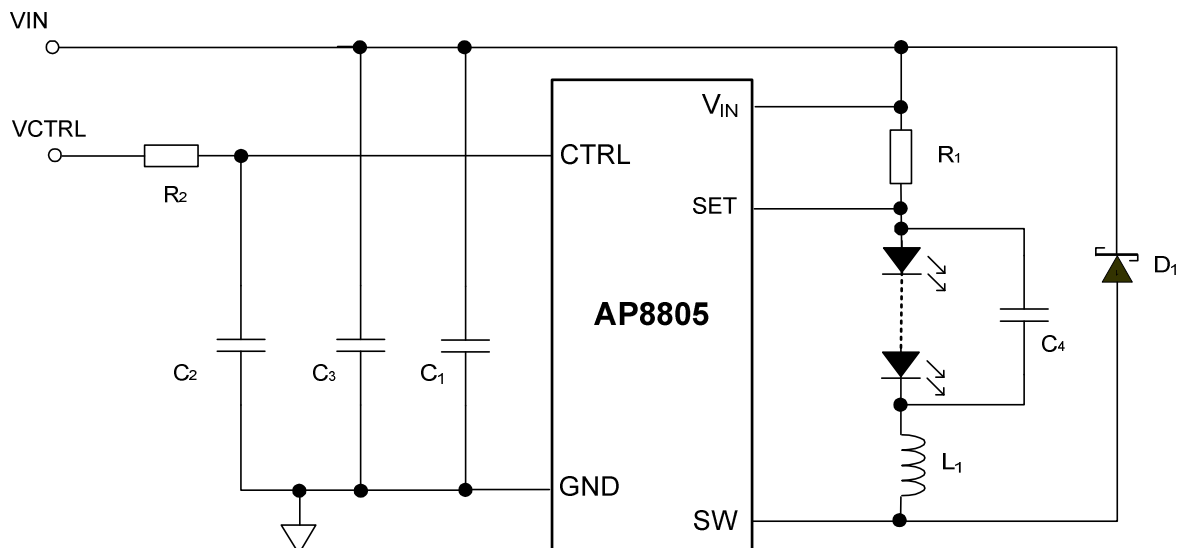 VIN
VCTRL
R2
C2
C3
C1
CTRL
GND
AP8805
VIN
SET
SW
R1
C4
L1
D1